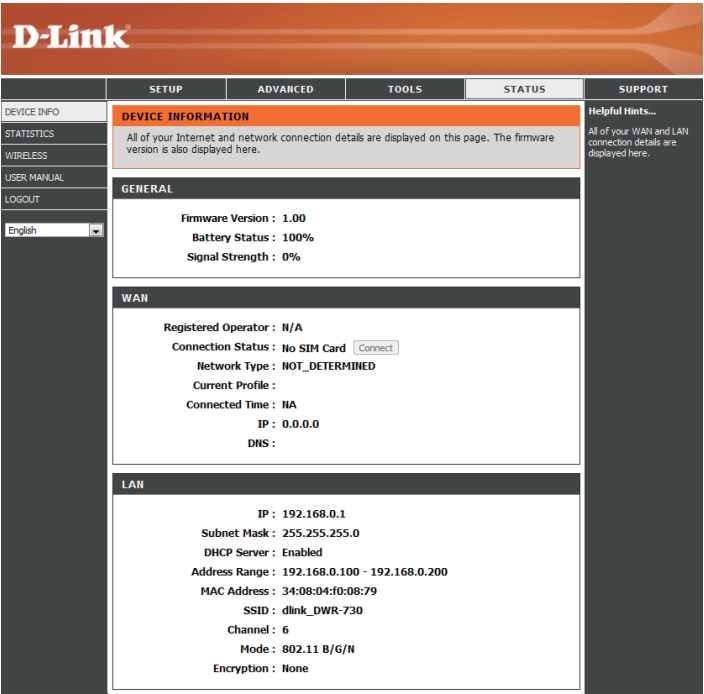 D-Link
SETUP
ADVANCED
TOOLS
STATUS
SUPPORT
DEVICE INFO
STATISTICS
WIRELESS
USER MANUAL
LOGOUT
English
DEVICE INFORMATION
All of your Internet and network connection details are displayed on this page. The firmware
version is also displayed here.
GENERAL
Firmware Version : 1.00
Battery Status : 100%
Signal Strength : 0%
WAN
Registered Operator : N/A
Connection Status : No SIM Card Connect
Network Type : NOT_DETERMINED
Current Profile :
Connected Time : NA
IP : 0.0.0.0
DNS :
LAN
IP : 192.168.0.1
Subnet Mask : 255.255.255.0
DHCP Server : Enabled
Address Range : 192.168.0.100 - 192.168.0.200
MAC Address : 34:08:04:f0:08:79
SSID : dlink_DWR-730
Channel : 6
Mode : 802.11 B/G/N
Encryption : None
Helpful Hints...
All of your WAN and LAN
connection details are
displayed here.